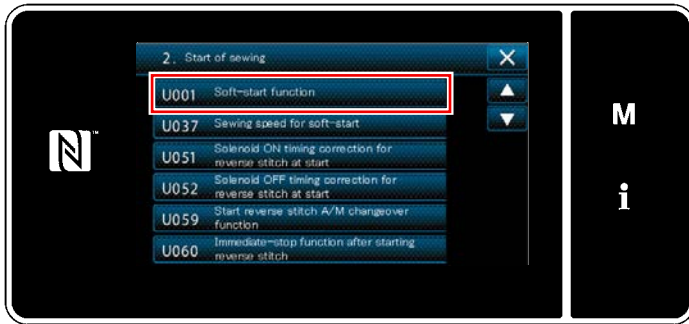 2. Start of sewing
U001 Soft-start function
U037 Sewing speed for soft-start
U051 Solenoid ON timing correction for
reverse stitch at start
U052 Solenoid OFF timing correction for
reverse stitch at start
U059 Start reverse stitch A/M changeover
function
U060 Immediate-stop function after starting
reverse stitch
M
i